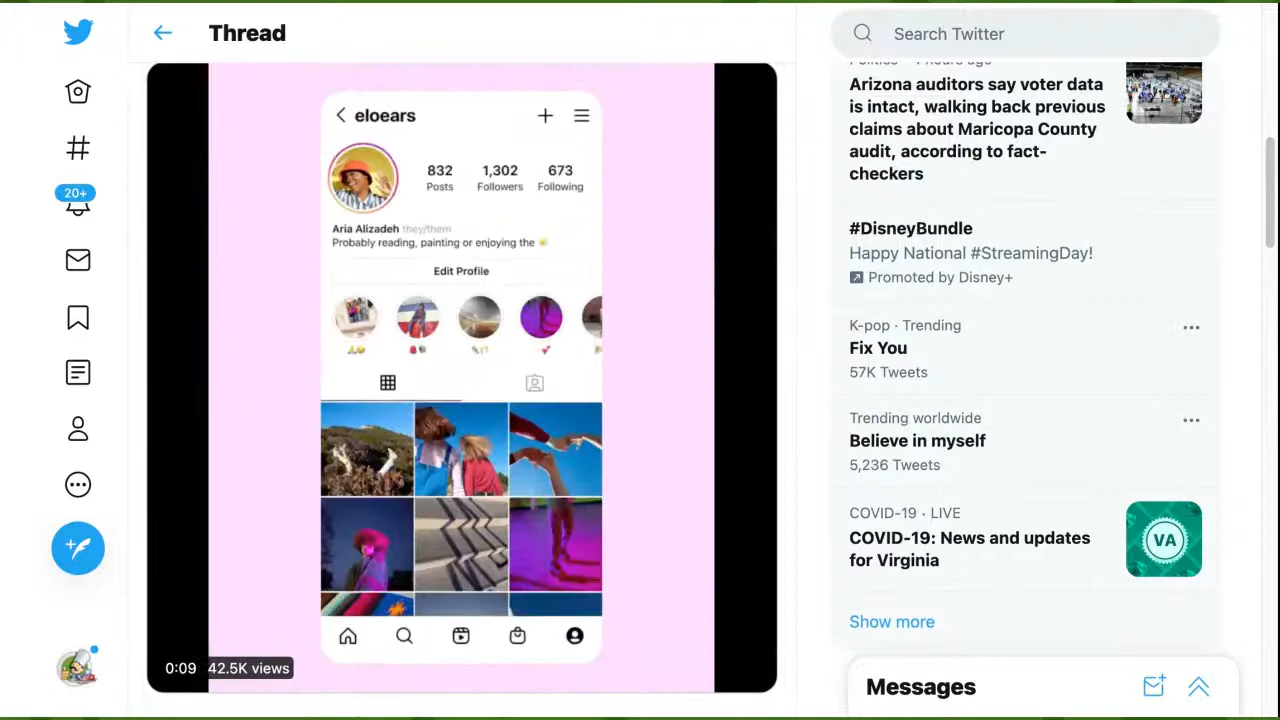 Thread
eloears
832
Posts
1,302
Followers
673
Following
Aria Alizadeh they/them
Probably reading, painting or enjoying the
Edit Profile
0:09 42.5K views
20+
Search Twitter
Arizona auditors say voter data
is intact, walking back previous
claims about Maricopa County
audit, according to fact-
checkers
#DisneyBundle
Happy National #StreamingDay!
Promoted by Disney+
K-pop · Trending
Fix You
57K Tweets
Trending worldwide
Believe in myself
5,236 Tweets
COVID-19 · LIVE
COVID-19: News and updates
for Virginia
VA
Show more
Messages